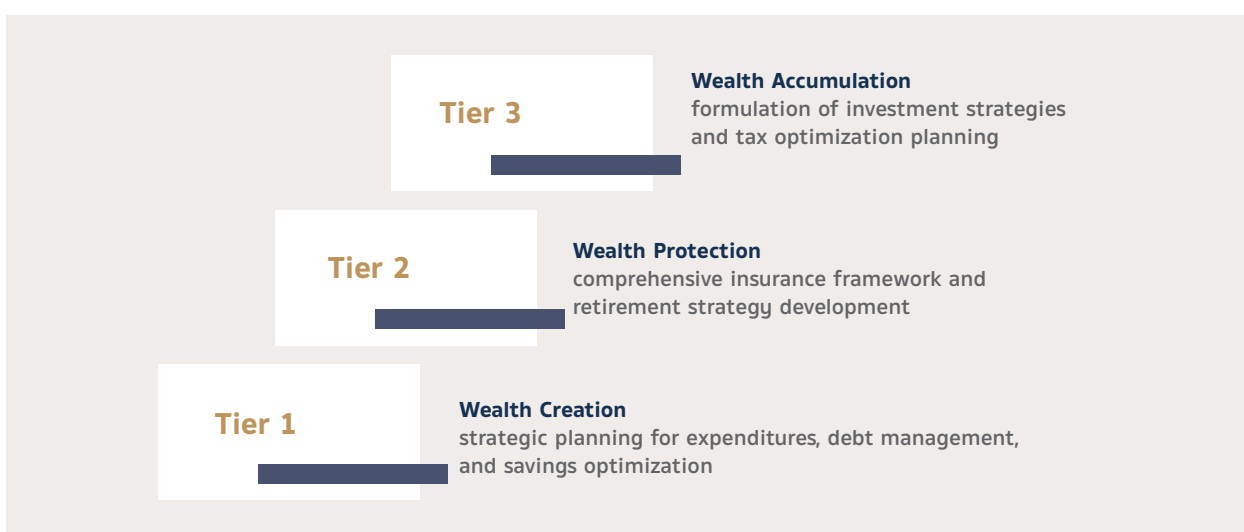 Tier 3
Wealth Accumulation
formulation of investment strategies
and tax optimization planning
Tier 2
Wealth Protection
comprehensive insurance framework and
retirement strategy development
Tier 1
Wealth Creation
strategic planning for expenditures, debt management,
and savings optimization